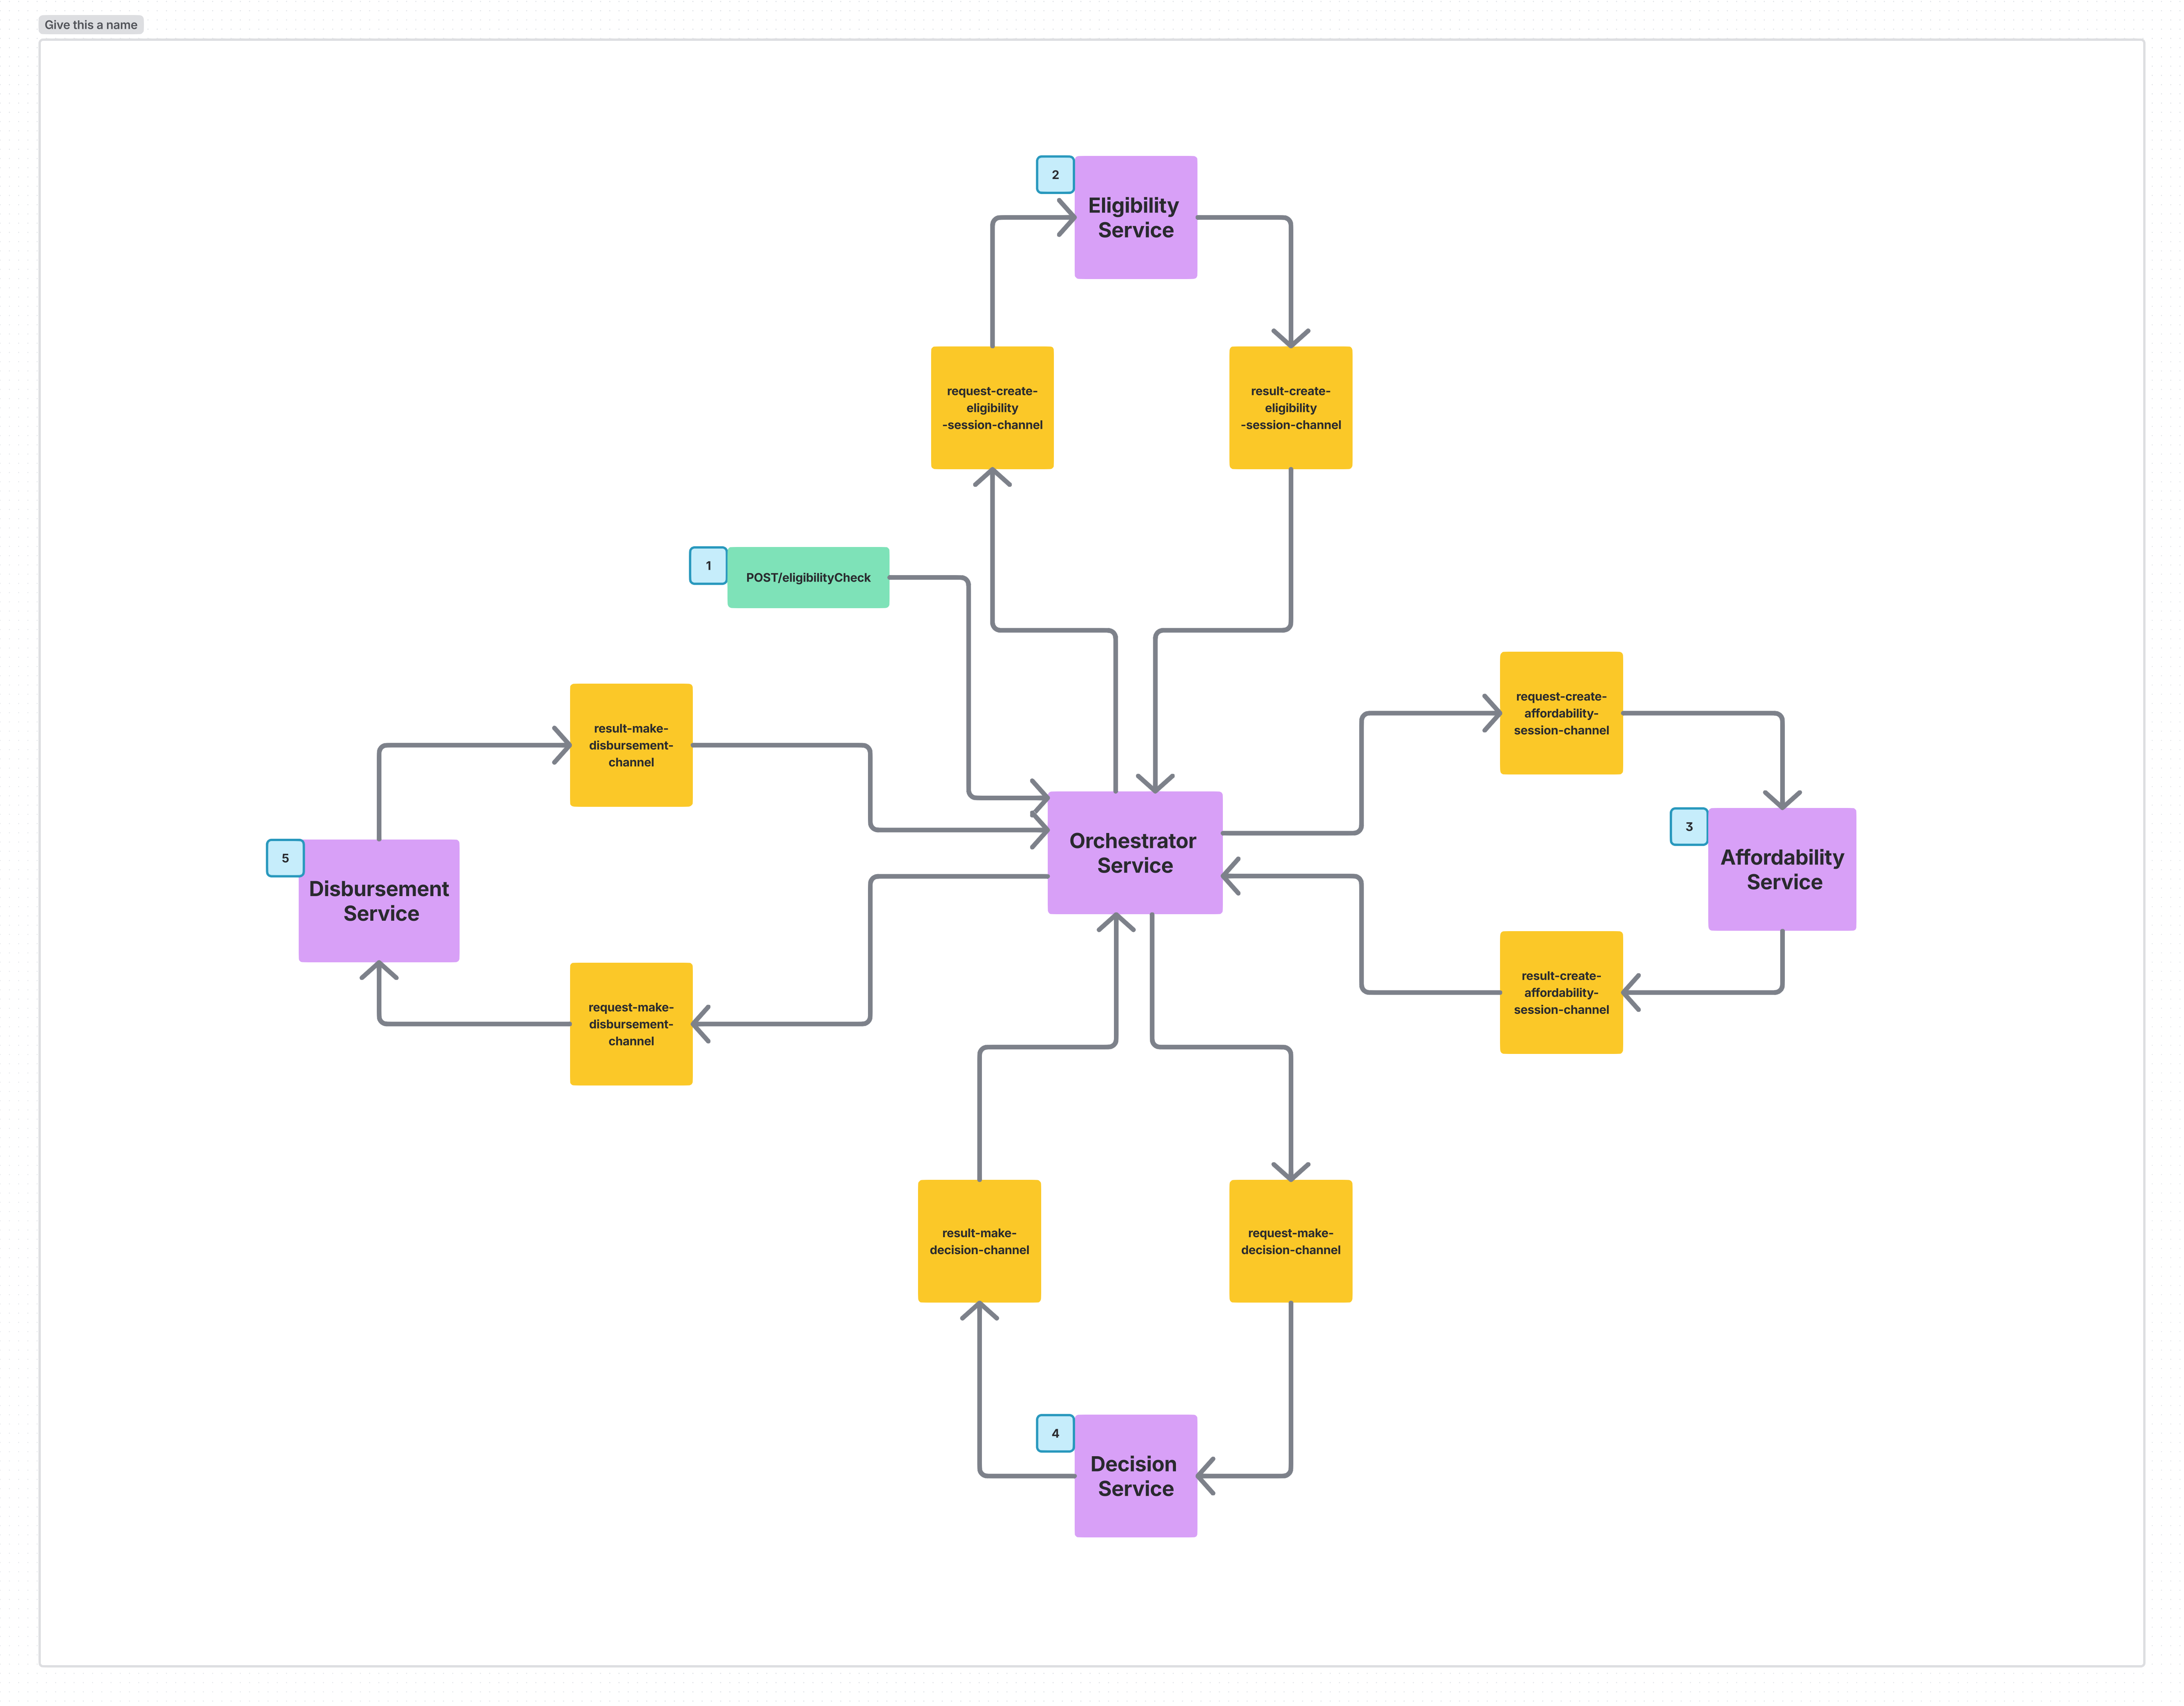 Give this a name
2
Eligibility
Service
request-create-
eligibility
-session-channel
result-create-
eligibility
-session-channel
1
POST/eligibilityCheck
result-make-
disbursement-
channel
request-create-
affordability-
session-channel
Orchestrator
Service
3
Affordability
Service
5
Disbursement
Service
request-make-
disbursement-
channel
result-create-
affordability-
session-channel
result-make-
decision-channel
request-make-
decision-channel
4
Decision
Service